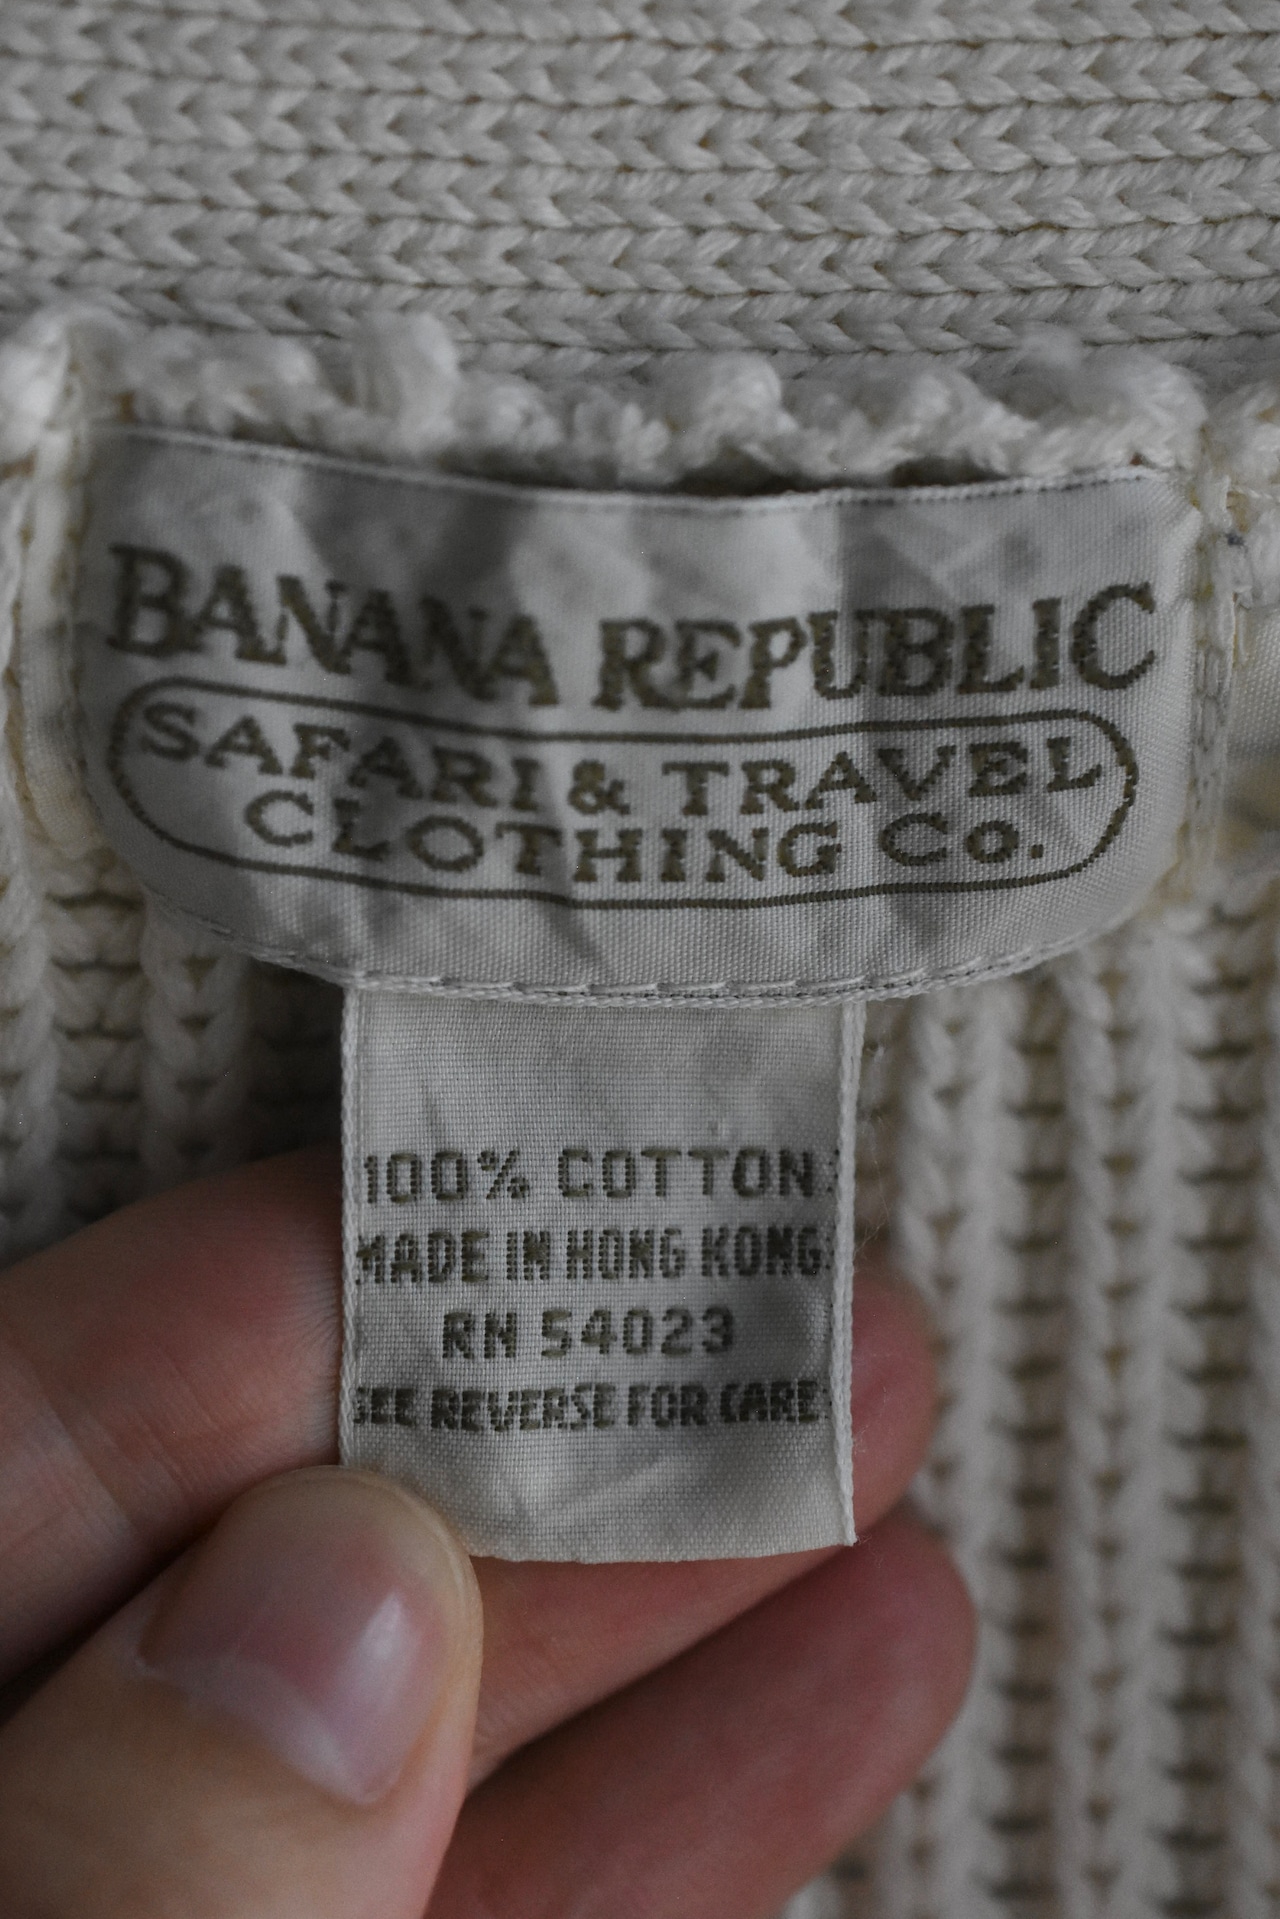 BANANA REPUBLIC
SAFARI & TRAVEL
CLOTHING CO.
100% COTTON
MADE IN HONG KONG
RN 54023
SEE REVERSE FOR CARE